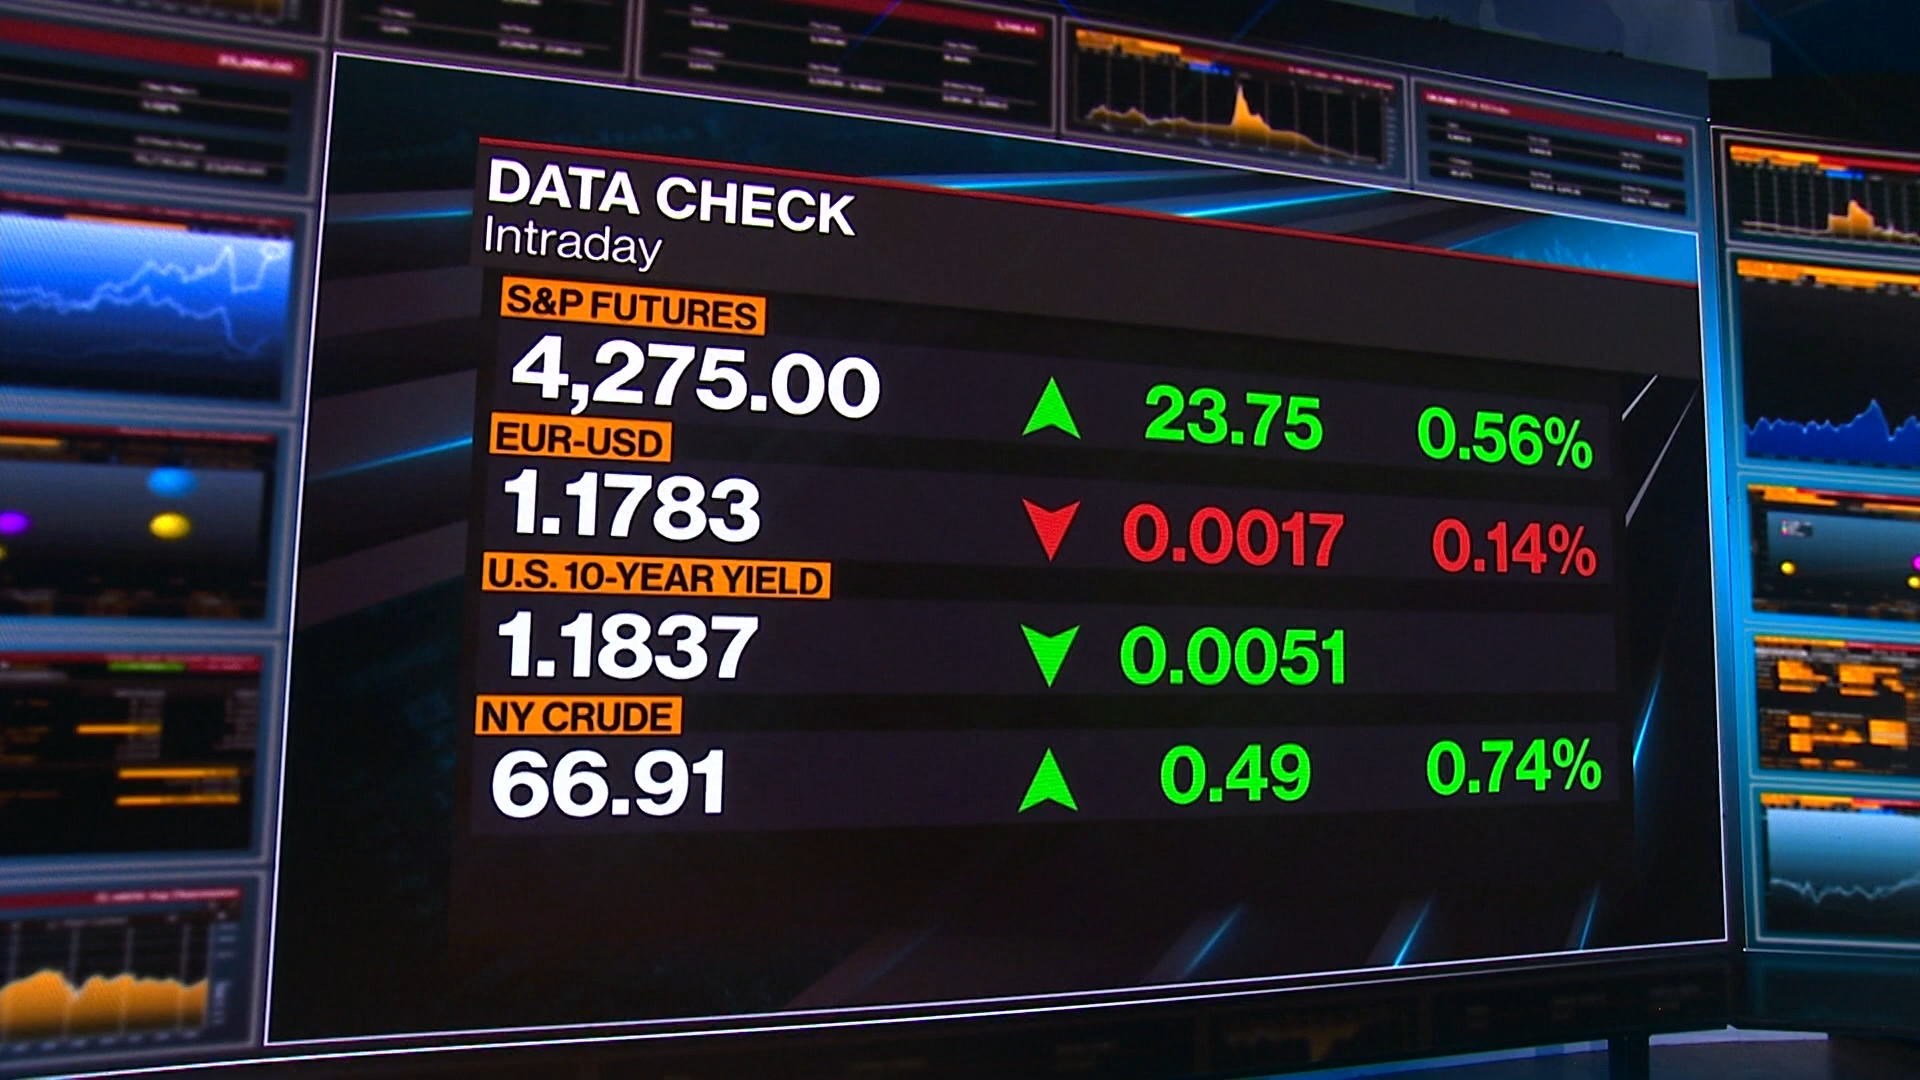 DATA CHECK
Intraday
S&P FUTURES
4,275.00 ▲ 23.75 0.56%
EUR-USD
1.1783 ▼ 0.0017 0.14%
U.S. 10-YEAR YIELD
1.1837 ▼ 0.0051
NY CRUDE
66.91 ▲ 0.49 0.74%